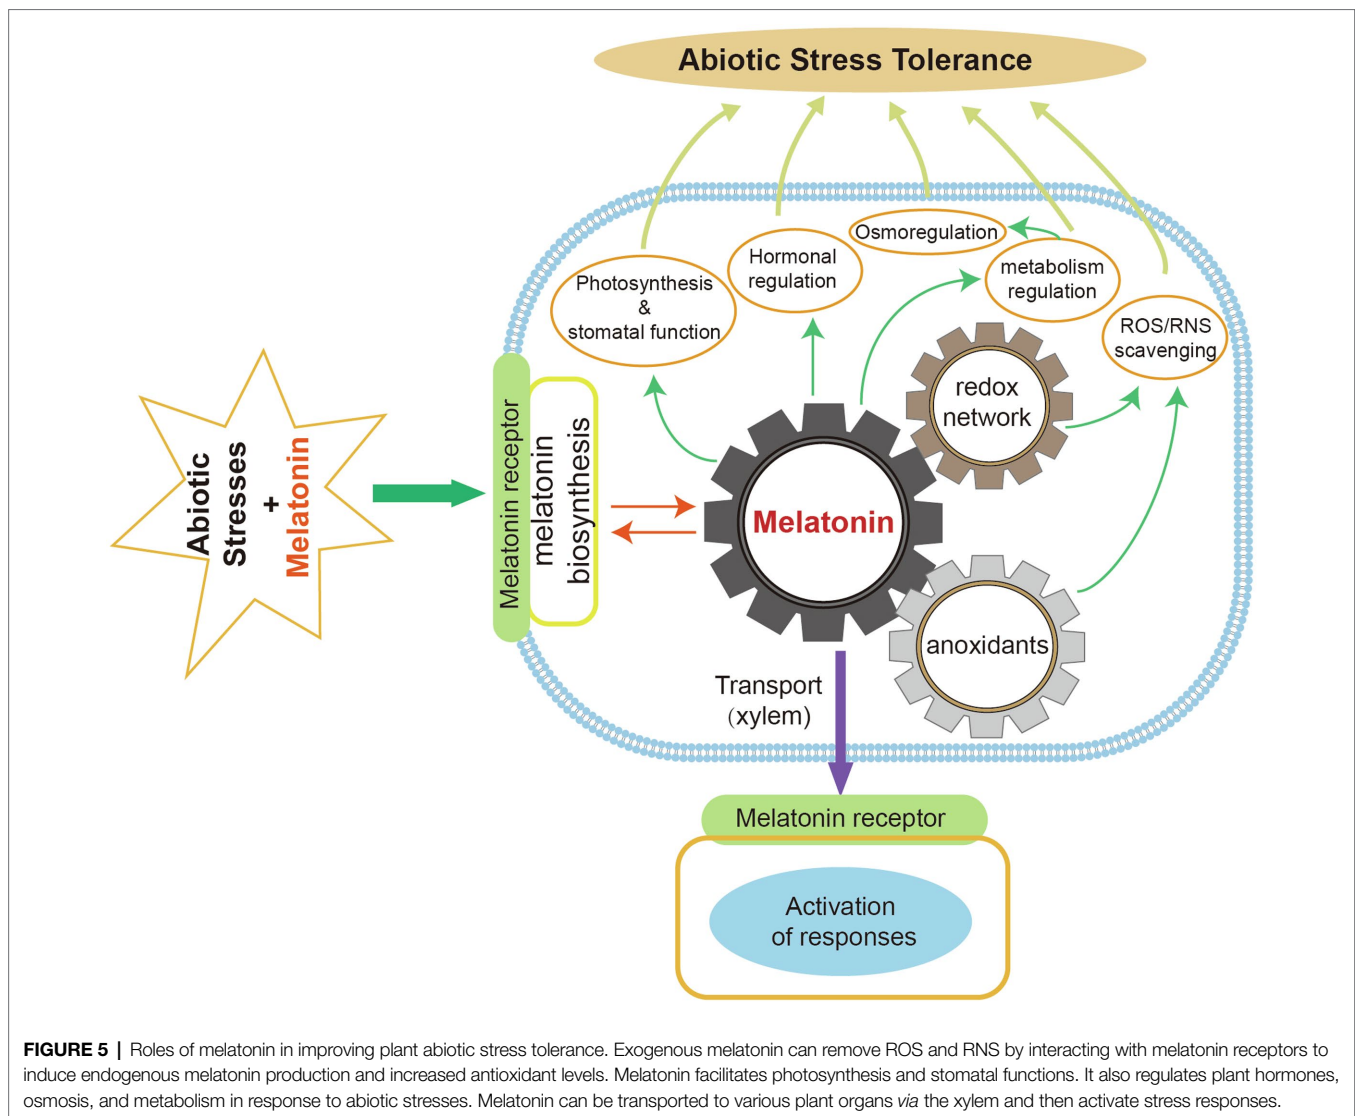 Abiotic Stress Tolerance
Osmoregulation
Hormonal
regulation
metabolism
regulation
Photosynthesis
&
stomatal function
ROS/RNS
scavenging
redox
network
Abiotic
Stresses
+
Melatonin
Melatonin receptor
melatonin
biosynthesis
Melatonin
anoxidants
Transport
(xylem)
Melatonin receptor
Activation
of responses
FIGURE 5 | Roles of melatonin in improving plant abiotic stress tolerance. Exogenous melatonin can remove ROS and RNS by interacting with melatonin receptors to
induce endogenous melatonin production and increased antioxidant levels. Melatonin facilitates photosynthesis and stomatal functions. It also regulates plant hormones,
osmosis, and metabolism in response to abiotic stresses. Melatonin can be transported to various plant organs via the xylem and then activate stress responses.